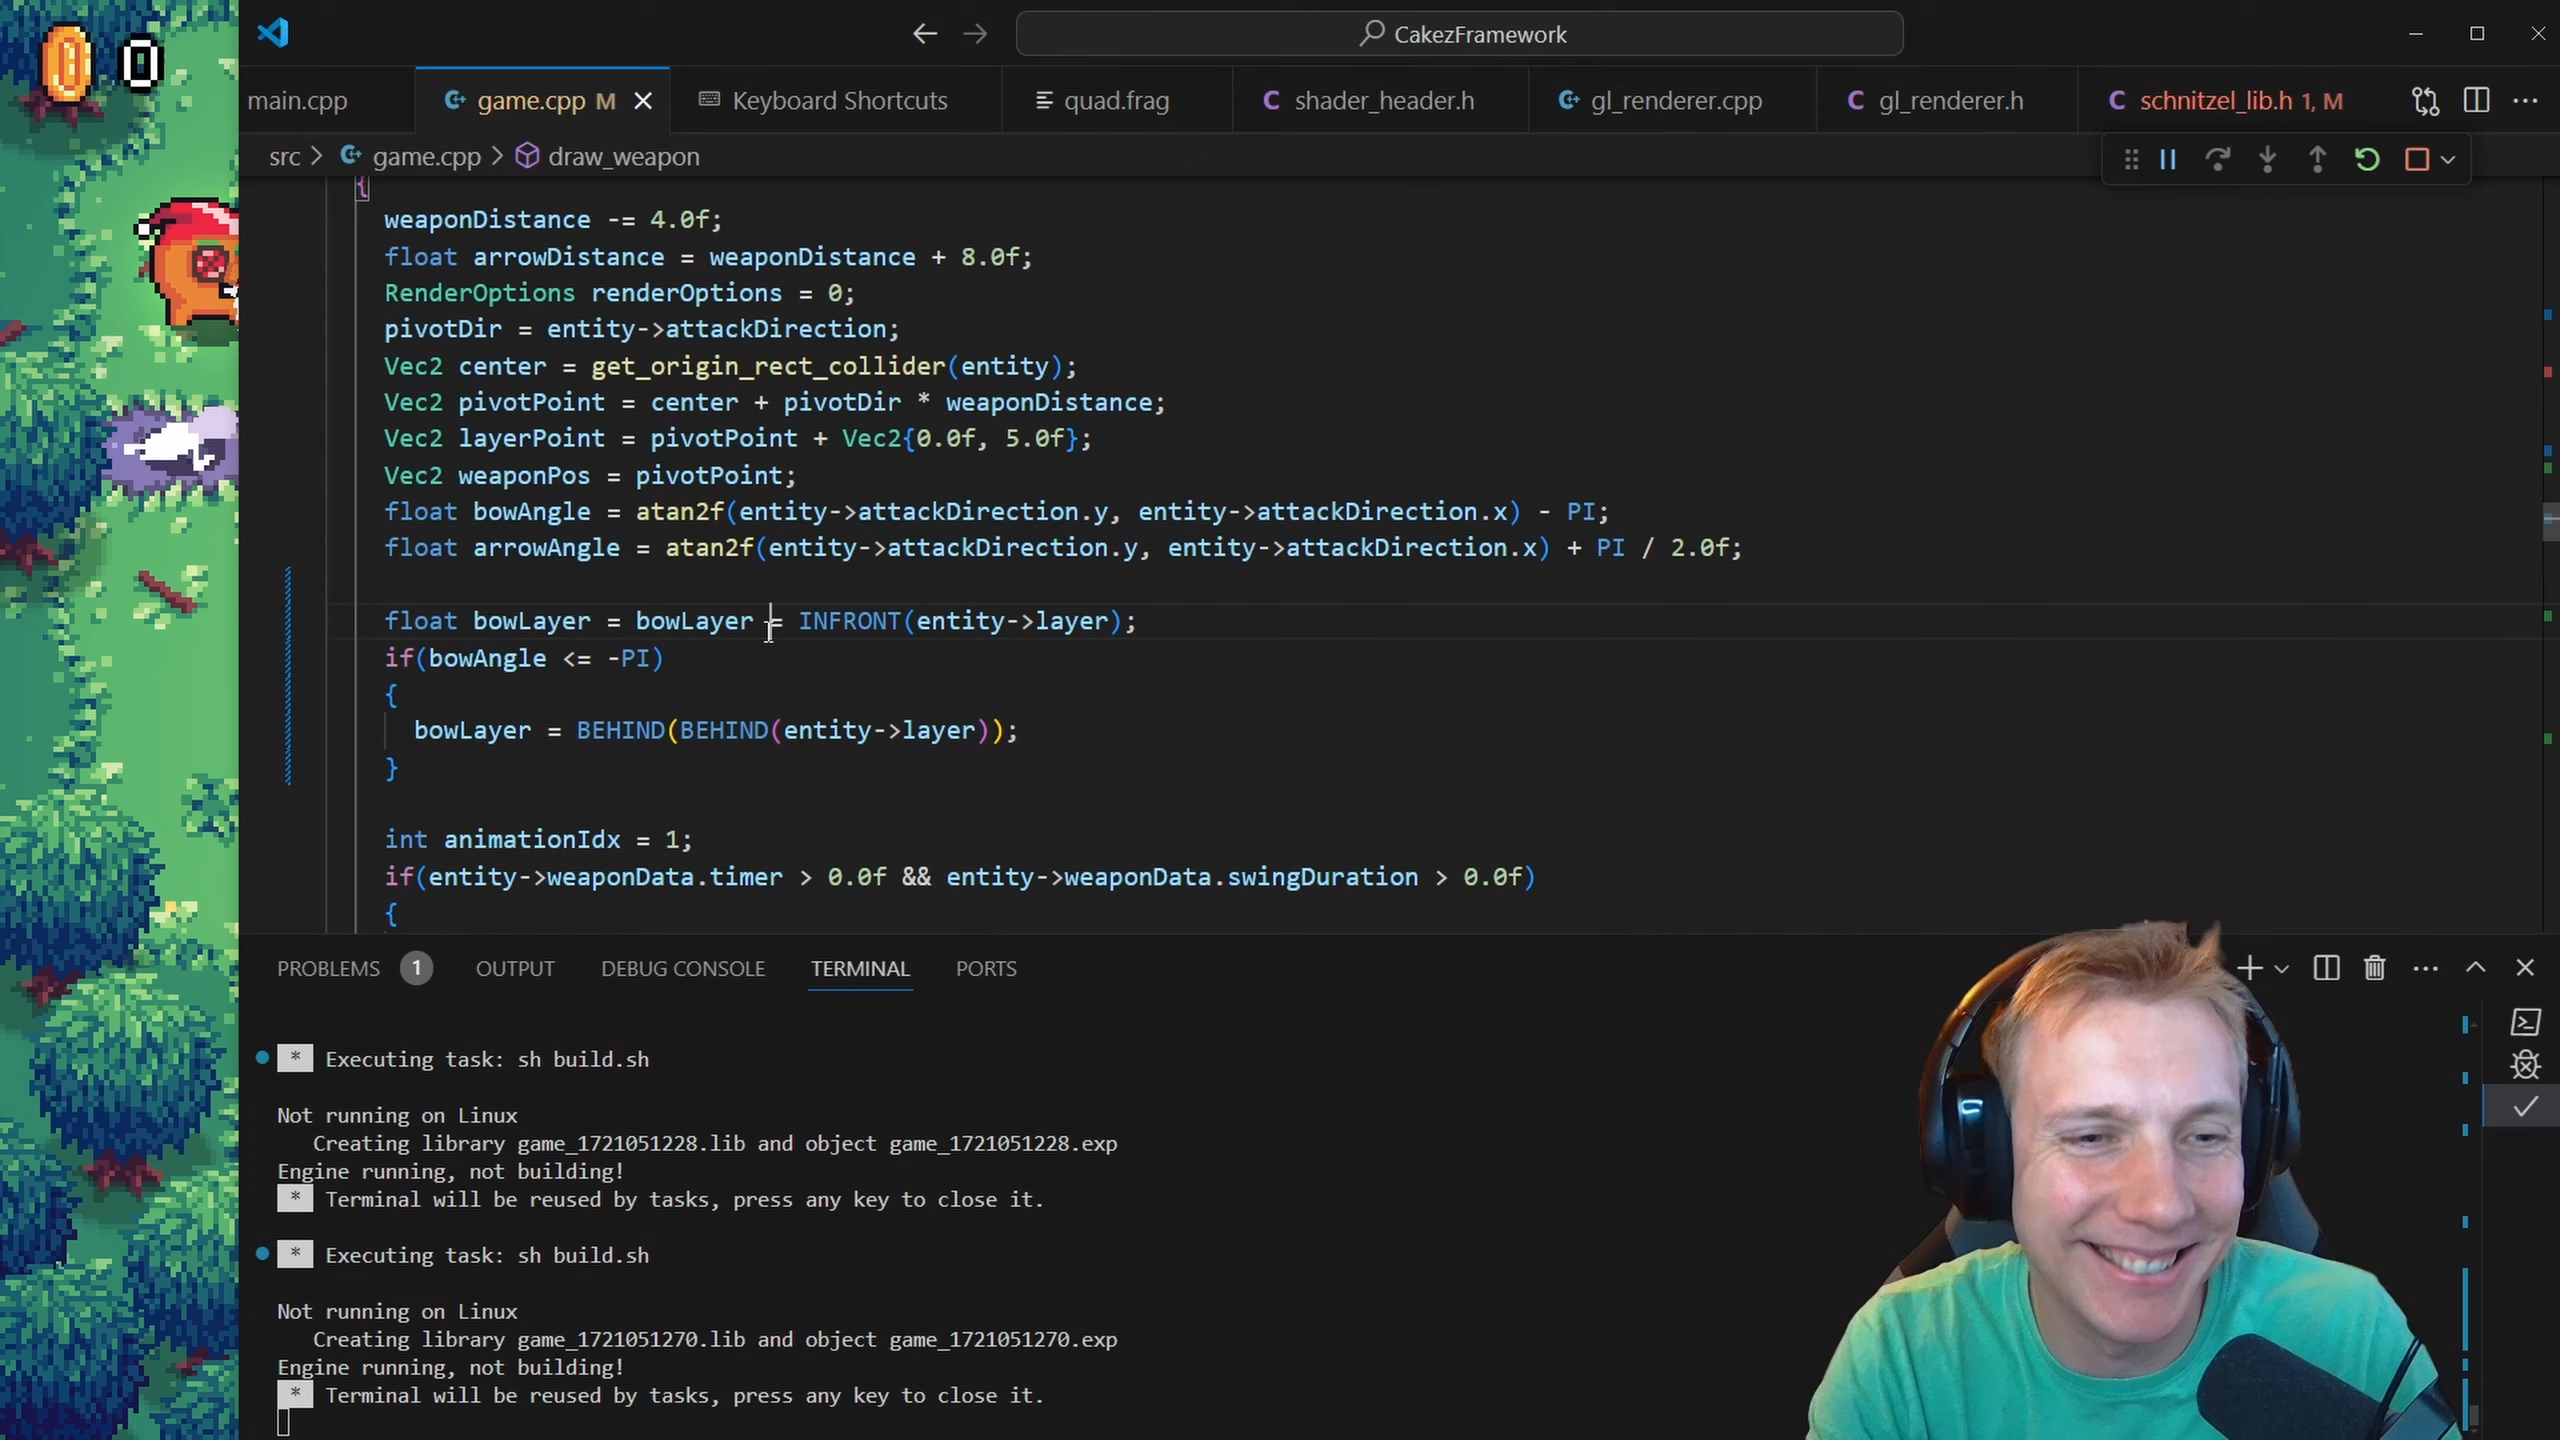 0
CakezFramework
main.cpp
game.cpp M
Keyboard Shortcuts
quad.frag
shader_header.h
gl_renderer.cpp
gl_renderer.h
schnitzel_lib.h 1, M
src > game.cpp > draw_weapon
{
weaponDistance -= 4.0f;
float arrowDistance = weaponDistance + 8.0f;
RenderOptions renderOptions = 0;
pivotDir = entity->attackDirection;
Vec2 center = get_origin_rect_collider(entity);
Vec2 pivotPoint = center + pivotDir * weaponDistance;
Vec2 layerPoint = pivotPoint + Vec2{0.0f, 5.0f};
Vec2 weaponPos = pivotPoint;
float bowAngle = atan2f(entity->attackDirection.y, entity->attackDirection.x) - PI;
float arrowAngle = atan2f(entity->attackDirection.y, entity->attackDirection.x) + PI / 2.0f;
float bowLayer = bowLayer = INFRONT(entity->layer);
if(bowAngle <= -PI)
{
bowLayer = BEHIND(BEHIND(entity->layer));
}
int animationIdx = 1;
if(entity->weaponData.timer > 0.0f && entity->weaponData.swingDuration > 0.0f)
{
PROBLEMS 1
OUTPUT
DEBUG CONSOLE
TERMINAL
PORTS
* Executing task: sh build.sh
Not running on Linux
Creating library game_1721051228.lib and object game_1721051228.exp
Engine running, not building!
* Terminal will be reused by tasks, press any key to close it.
* Executing task: sh build.sh
Not running on Linux
Creating library game_1721051270.lib and object game_1721051270.exp
Engine running, not building!
* Terminal will be reused by tasks, press any key to close it.